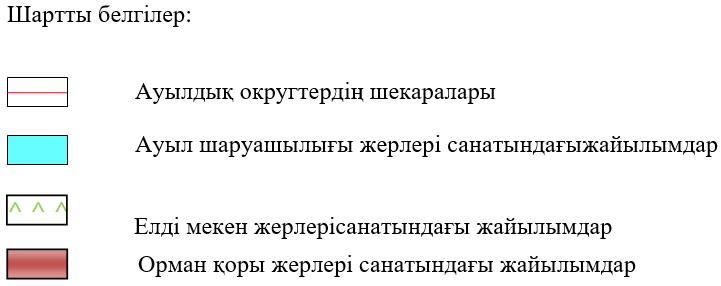 Шартты белгілер:
Ауылдық округтердің шекаралары
Ауыл шаруашылығы жерлері санатындағыжайылымдар
Елді мекен жерлерісанатындағы жайылымдар
Орман қоры жерлері санатындағы жайылымдар